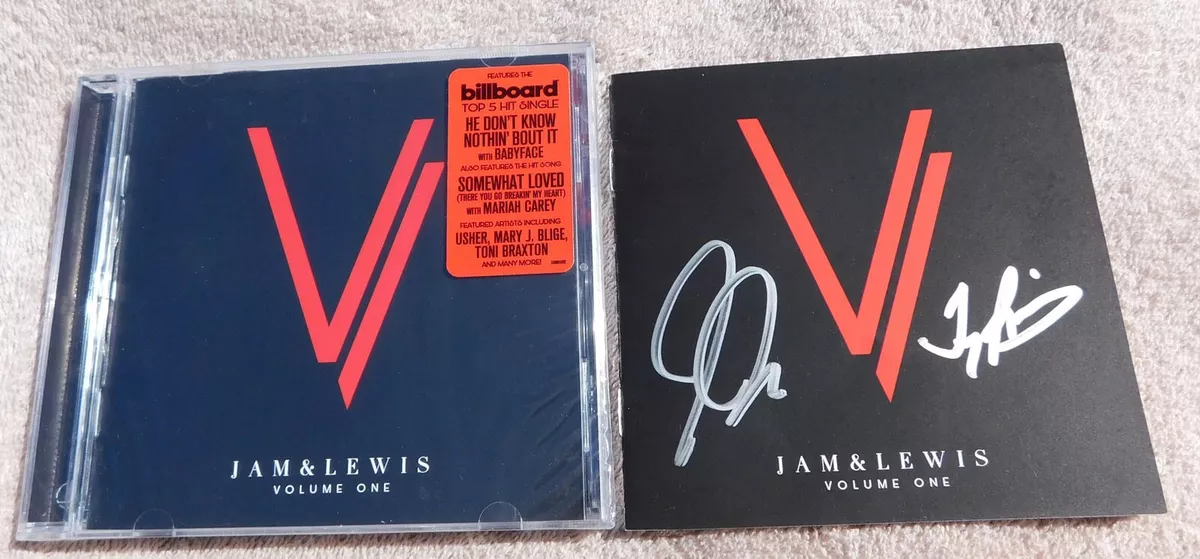 FEATURES THE
billboard
TOP 5 HIT SINGLE
HE DON'T KNOW
NOTHIN' BOUT IT
WITH BABYFACE
ALSO FEATURES THE HIT SONG
SOMEWHAT LOVED
(THERE YOU GO BREAKIN' MY HEART)
WITH MARIAH CAREY
FEATURED ARTISTS INCLUDING
USHER, MARY J. BLIGE,
TONI BRAXTON
AND MANY MORE!
JAM&LEWIS
VOLUME ONE
JAM&LEWIS
VOLUME ONE